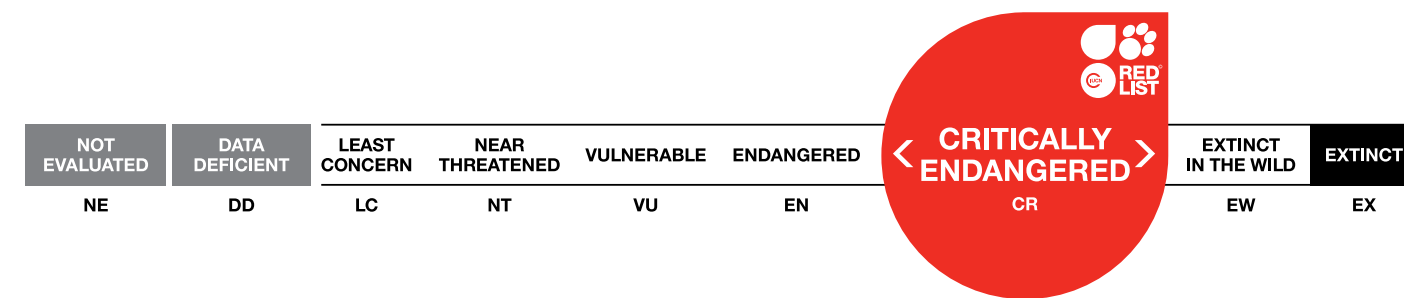 RED
LIST
IUCN
NOT
EVALUATED
DATA
DEFICIENT
LEAST
CONCERN
NEAR
THREATENED
VULNERABLE
ENDANGERED
< CRITICALLY
ENDANGERED >
EXTINCT
IN THE WILD
EXTINCT
NE
DD
LC
NT
VU
EN
CR
EW
EX